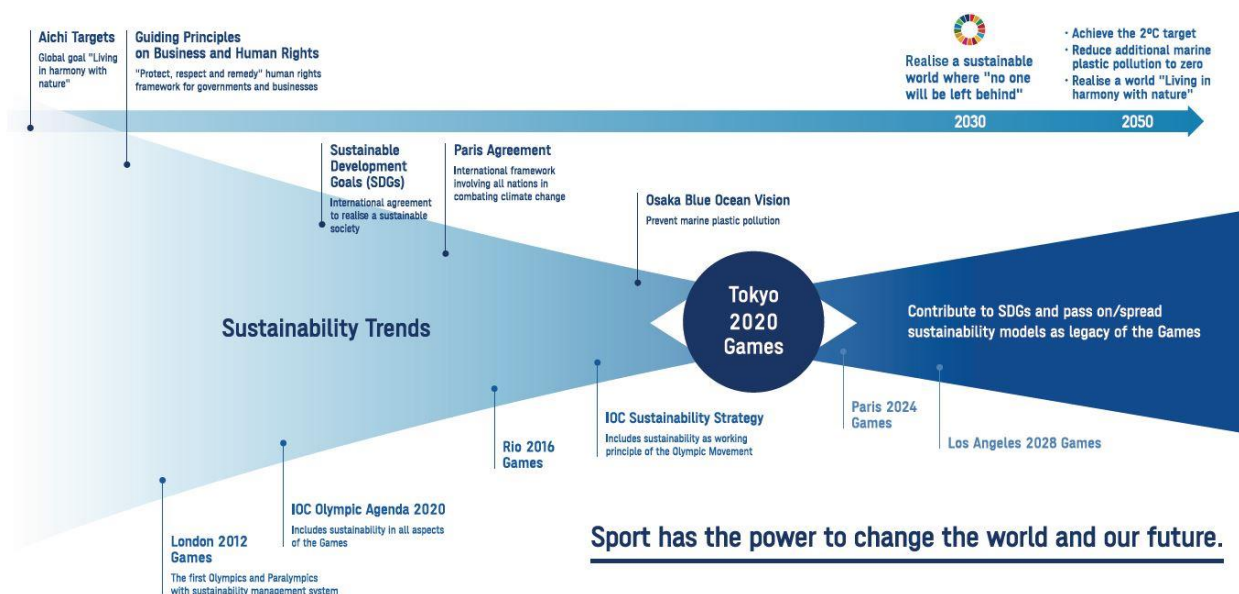 Aichi Targets
Global goal "Living
in harmony with
nature"
Guiding Principles
on Business and Human Rights
"Protect, respect and remedy" human rights
framework for governments and businesses
Realise a sustainable
world where "no one
will be left behind"
2030
· Achieve the 2ºC target
· Reduce additional marine
plastic pollution to zero
· Realise a world "Living in
harmony with nature"
2050
Sustainable
Development
Goals (SDGs)
International agreement
to realise a sustainable
society
Paris Agreement
International framework
involving all nations in
combating climate change
Osaka Blue Ocean Vision
Prevent marine plastic pollution
Sustainability Trends
Tokyo
2020
Games
Contribute to SDGs and pass on/spread
sustainability models as legacy of the Games
London 2012
Games
The first Olympics and Paralympics
with sustainability management system
IOC Olympic Agenda 2020
Includes sustainability in all aspects
of the Games
Rio 2016
Games
IOC Sustainability Strategy
Includes sustainability as working
principle of the Olympic Movement
Paris 2024
Games
Los Angeles 2028 Games
Sport has the power to change the world and our future.